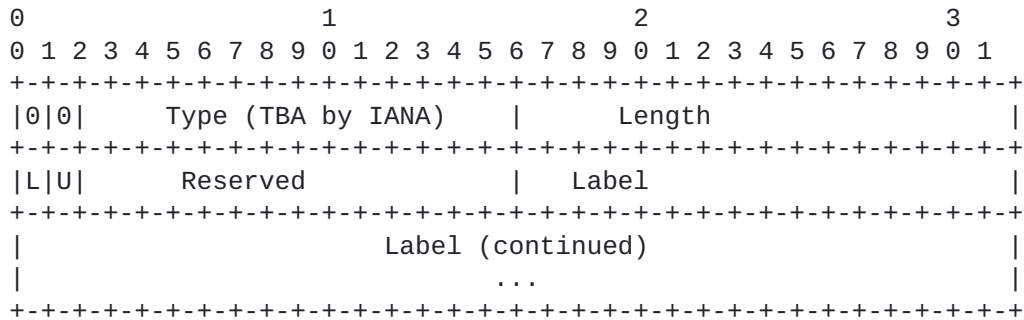 0                   1                   2                   3
0 1 2 3 4 5 6 7 8 9 0 1 2 3 4 5 6 7 8 9 0 1 2 3 4 5 6 7 8 9 0 1
+-+-+-+-+-+-+-+-+-+-+-+-+-+-+-+-+-+-+-+-+-+-+-+-+-+-+-+-+-+-+-+-+
|0|0|     Type (TBA by IANA)    |      Length                   |
+-+-+-+-+-+-+-+-+-+-+-+-+-+-+-+-+-+-+-+-+-+-+-+-+-+-+-+-+-+-+-+-+
|L|U|      Reserved             |   Label                       |
+-+-+-+-+-+-+-+-+-+-+-+-+-+-+-+-+-+-+-+-+-+-+-+-+-+-+-+-+-+-+-+-+
|                       Label (continued)                       |
|                              ...                              |
+-+-+-+-+-+-+-+-+-+-+-+-+-+-+-+-+-+-+-+-+-+-+-+-+-+-+-+-+-+-+-+-+